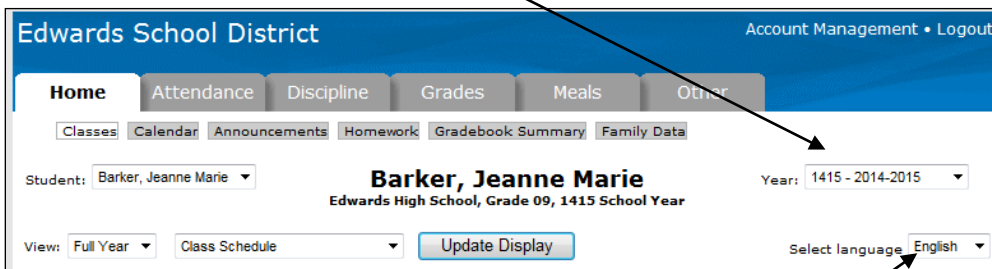 Edwards School District
Account Management • Logout
Home Attendance Discipline Grades Meals Other
Classes Calendar Announcements Homework Gradebook Summary Family Data
Student: Barker, Jeanne Marie Barker, Jeanne Marie Year: 1415 - 2014-2015
Edwards High School, Grade 09, 1415 School Year
View: Full Year Class Schedule Update Display Select language English